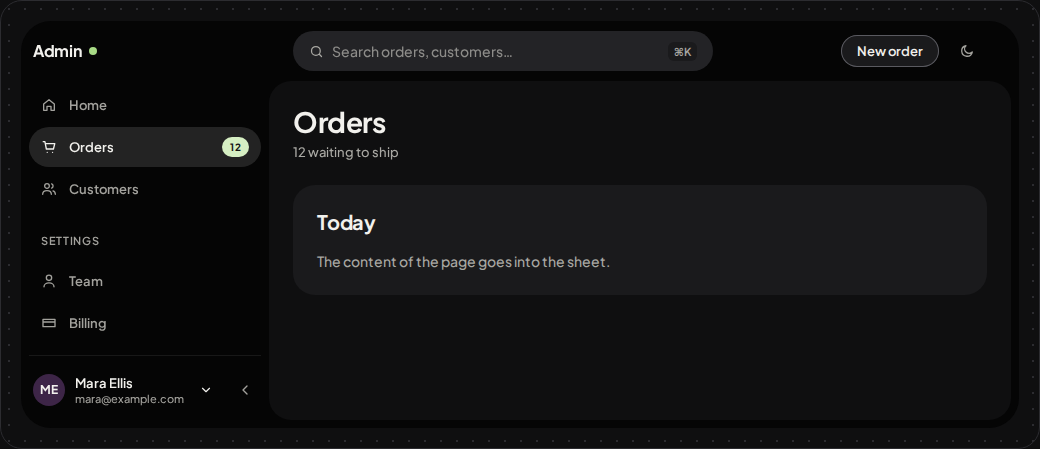 Admin
Search orders, customers…
⌘K
New order
Home
Orders
12
Customers
SETTINGS
Team
Billing
ME
Mara Ellis
mara@example.com
Orders
12 waiting to ship
Today
The content of the page goes into the sheet.